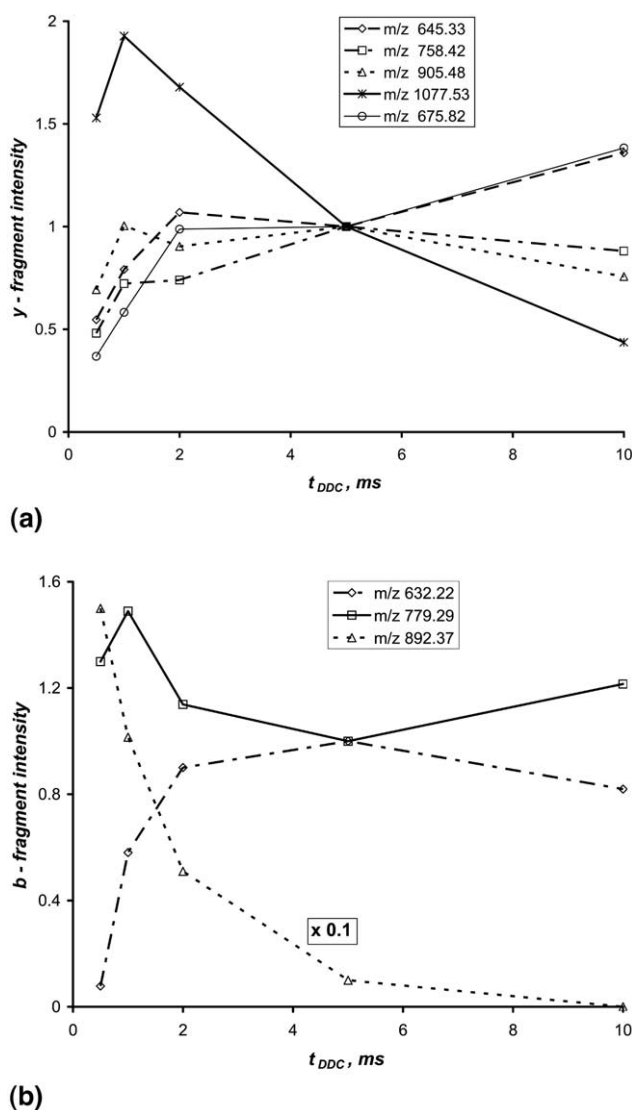 2
1.5
1
0.5
0
y - fragment intensity
m/z 645.33
m/z 758.42
m/z 905.48
m/z 1077.53
m/z 675.82
0 2 4 6 8 10
t DDC , ms
(a)
1.6
1.2
0.8
0.4
0
b - fragment intensity
m/z 632.22
m/z 779.29
m/z 892.37
x 0.1
0 2 4 6 8 10
t DDC , ms
(b)